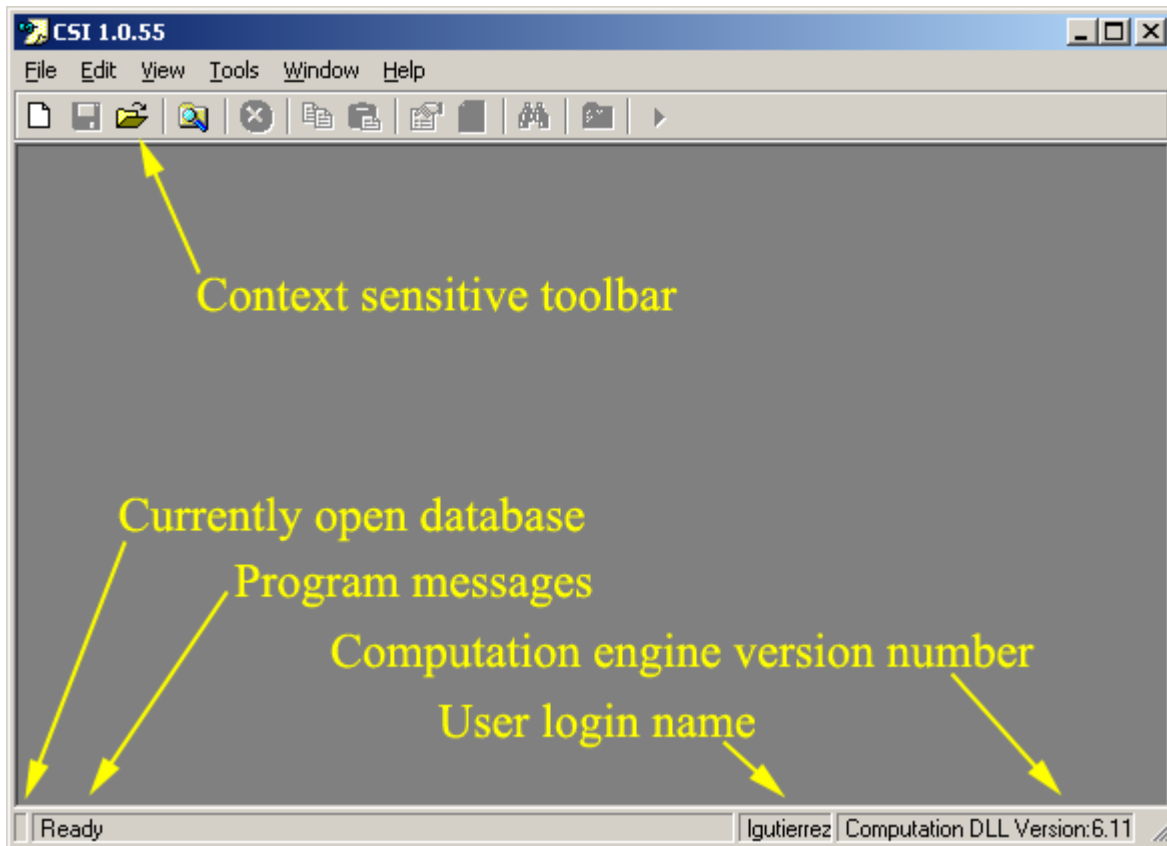 CSI 1.0.55
File Edit View Tools Window Help
Context sensitive toolbar
Currently open database
Program messages
Computation engine version number
User login name
Ready lgutierrez Computation DLL Version:6.11